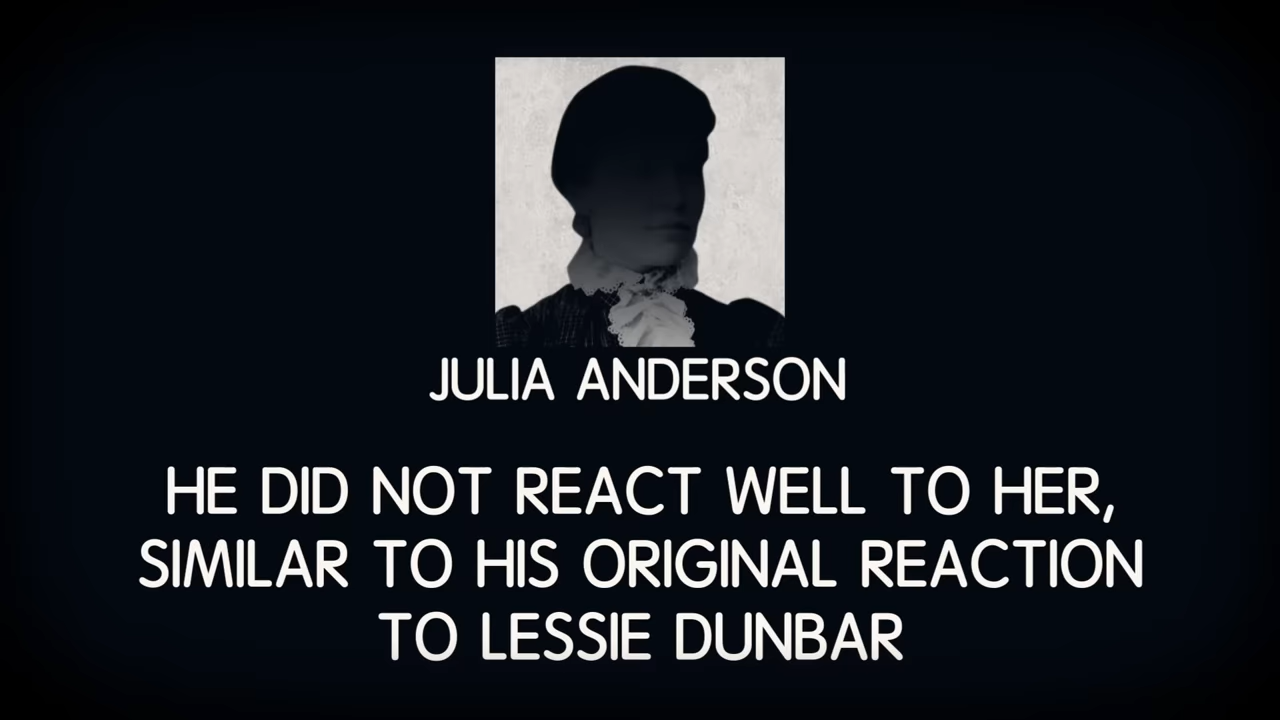 JULIA ANDERSON
HE DID NOT REACT WELL TO HER,
SIMILAR TO HIS ORIGINAL REACTION
TO LESSIE DUNBAR